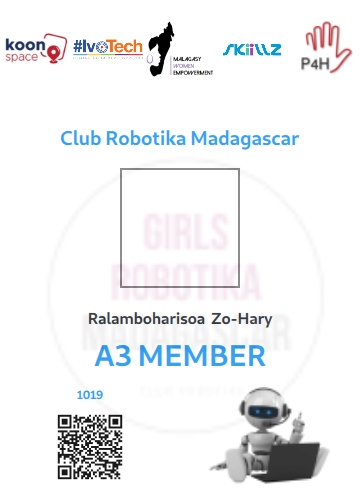 koon
space
#IvoTech
MALAGASY
WOMEN
EMPOWERMENT
SKiLLZ
P4H
Club Robotika Madagascar
GIRLS
ROBOTIKA
MADAGASCAR
Ralamboharisoa Zo-Hary
A3 MEMBER
1019